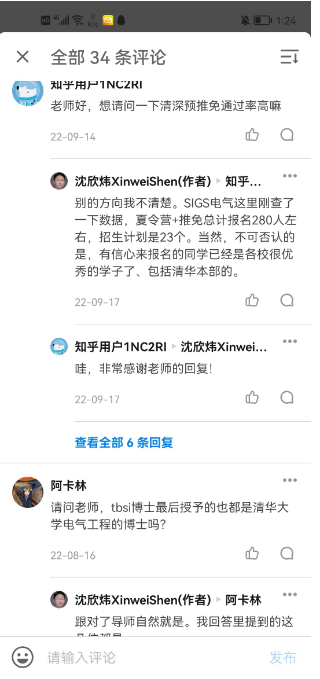 1:24
全部 34 条评论
知乎用户1NC2RI
老师好，想请问一下清深预推免通过率高嘛
22-09-14
沈欣炜XinweiShen(作者) 知乎...
别的方向我不清楚。SIGS电气这里刚查了
一下数据，夏令营+推免总计报名280人左
右，招生计划是23个。当然，不可否认的
是，有信心来报名的同学已经是各校很优
秀的学子了、包括清华本部的。
22-09-17
知乎用户1NC2RI 沈欣炜Xinwei...
哇，非常感谢老师的回复！
22-09-17
查看全部 6 条回复
阿卡林
请问老师，tbsi博士最后授予的也都是清华大
学电气工程的博士吗？
22-08-16
沈欣炜XinweiShen(作者) 阿卡林
跟对了导师自然就是。我回答里提到的这
请输入评论
发布